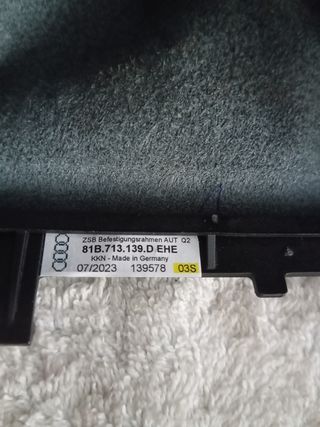 ZSB Befestigungsrahmen AUT Q2
81B.713.139.D EHE
KKN - Made in Germany
07/2023 139578 03S